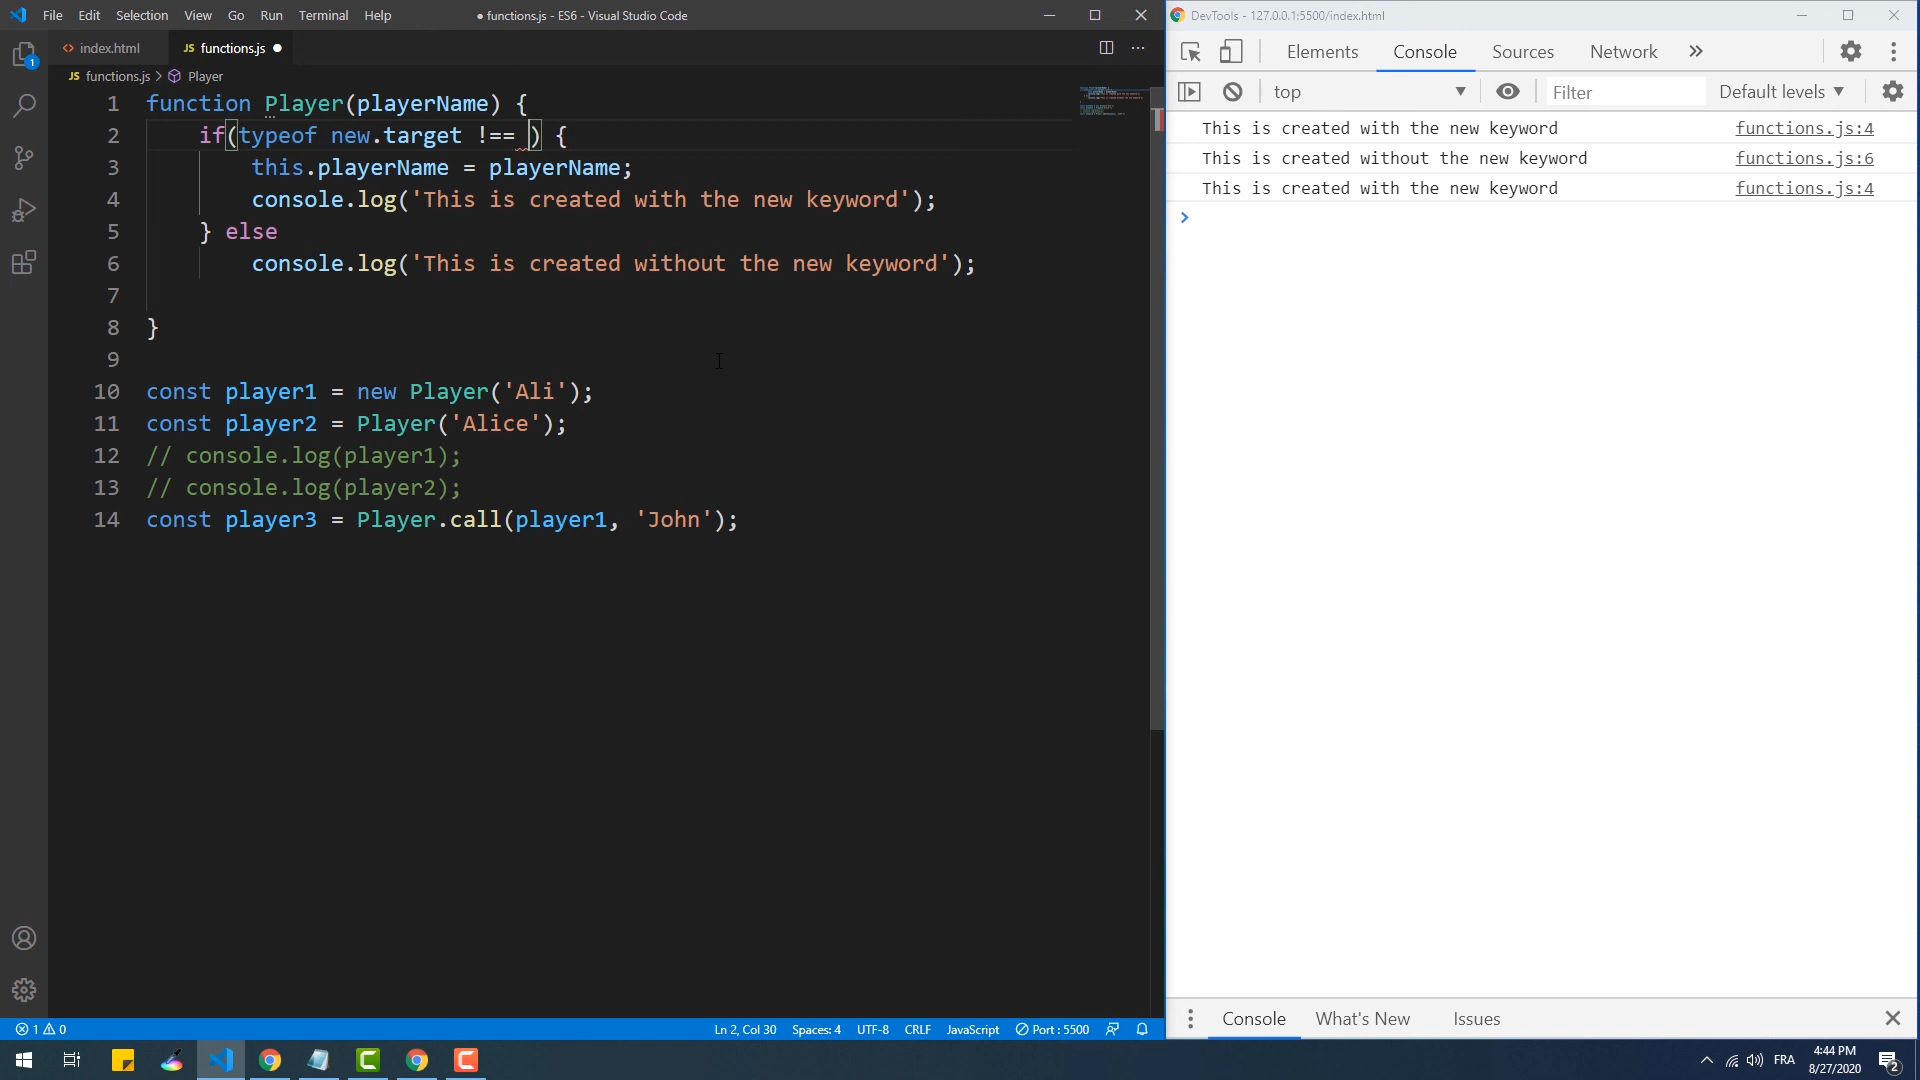 File Edit Selection View Go Run Terminal Help
● functions.js - ES6 - Visual Studio Code
1
<> index.html
JS functions.js ●
JS functions.js > Player
1 function Player(playerName) {
2 if(typeof new.target !== ) {
3 this.playerName = playerName;
4 console.log('This is created with the new keyword');
5 } else
6 console.log('This is created without the new keyword');
7
8 }
9
10 const player1 = new Player('Ali');
11 const player2 = Player('Alice');
12 // console.log(player1);
13 // console.log(player2);
14 const player3 = Player.call(player1, 'John');
1 0
Ln 2, Col 30 Spaces: 4 UTF-8 CRLF JavaScript Port : 5500
DevTools - 127.0.0.1:5500/index.html
Elements Console Sources Network »
top ▼ Filter Default levels ▼
This is created with the new keyword functions.js:4
This is created without the new keyword functions.js:6
This is created with the new keyword functions.js:4
>
Console What's New Issues
FRA
4:44 PM
8/27/2020
2